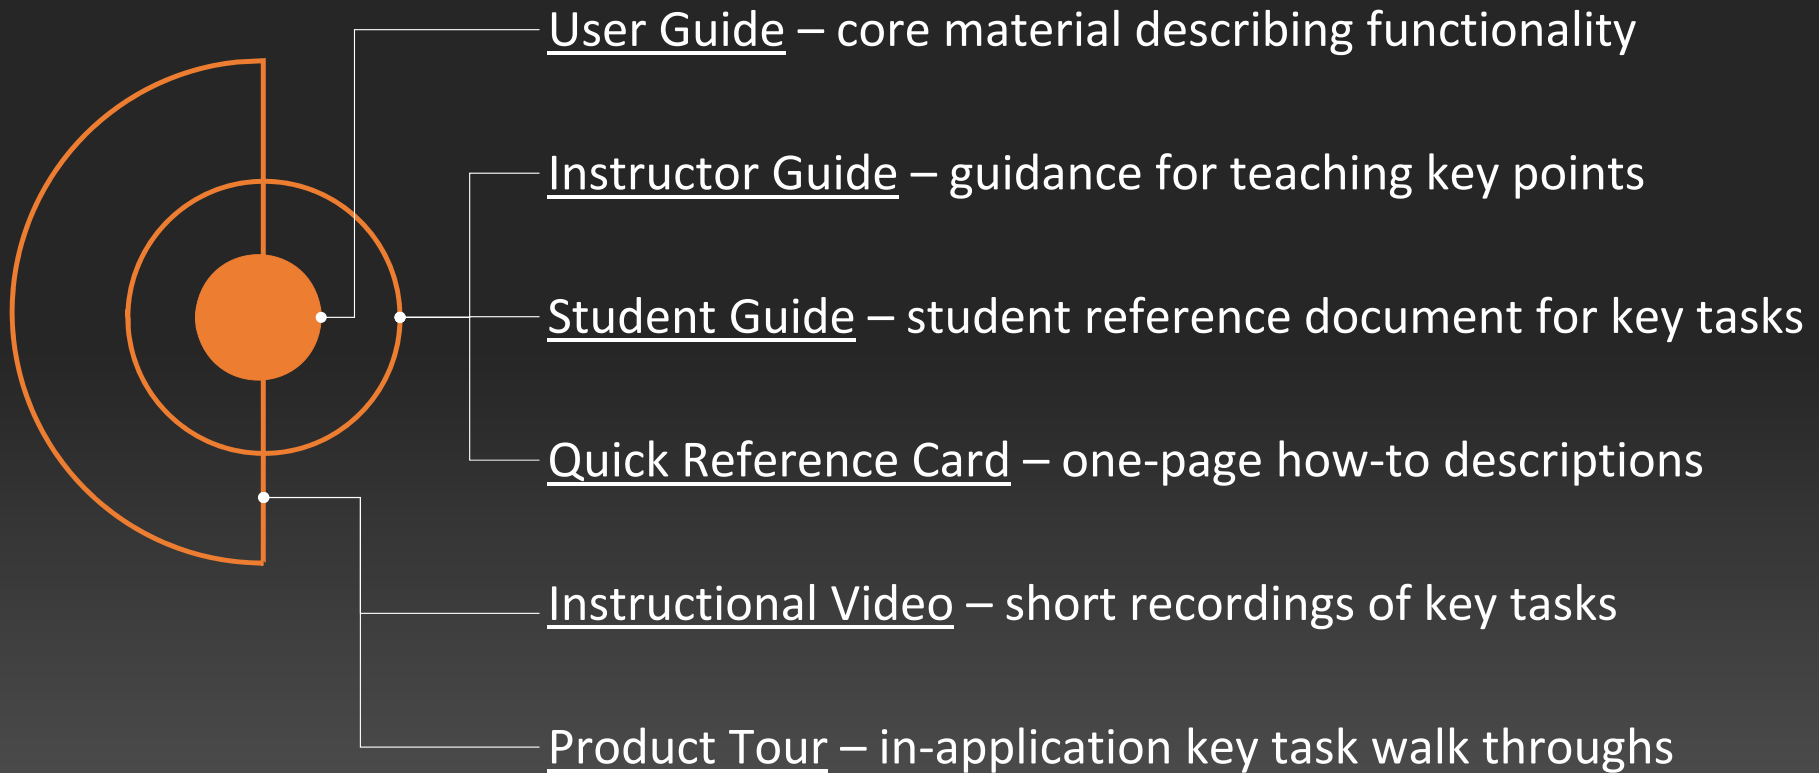 User Guide – core material describing functionality
Instructor Guide – guidance for teaching key points
Student Guide – student reference document for key tasks
Quick Reference Card – one-page how-to descriptions
Instructional Video – short recordings of key tasks
Product Tour – in-application key task walk throughs